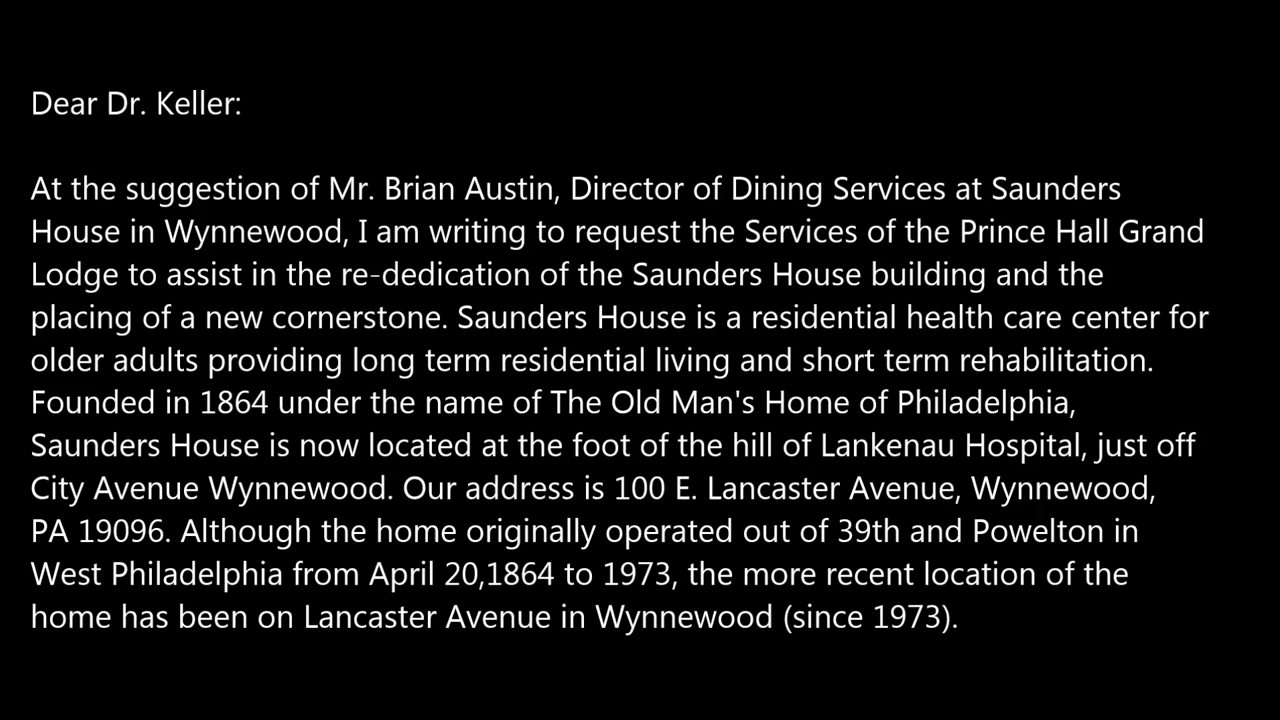 Dear Dr. Keller:
At the suggestion of Mr. Brian Austin, Director of Dining Services at Saunders
House in Wynnewood, I am writing to request the Services of the Prince Hall Grand
Lodge to assist in the re-dedication of the Saunders House building and the
placing of a new cornerstone. Saunders House is a residential health care center for
older adults providing long term residential living and short term rehabilitation.
Founded in 1864 under the name of The Old Man's Home of Philadelphia,
Saunders House is now located at the foot of the hill of Lankenau Hospital, just off
City Avenue Wynnewood. Our address is 100 E. Lancaster Avenue, Wynnewood,
PA 19096. Although the home originally operated out of 39th and Powelton in
West Philadelphia from April 20,1864 to 1973, the more recent location of the
home has been on Lancaster Avenue in Wynnewood (since 1973).